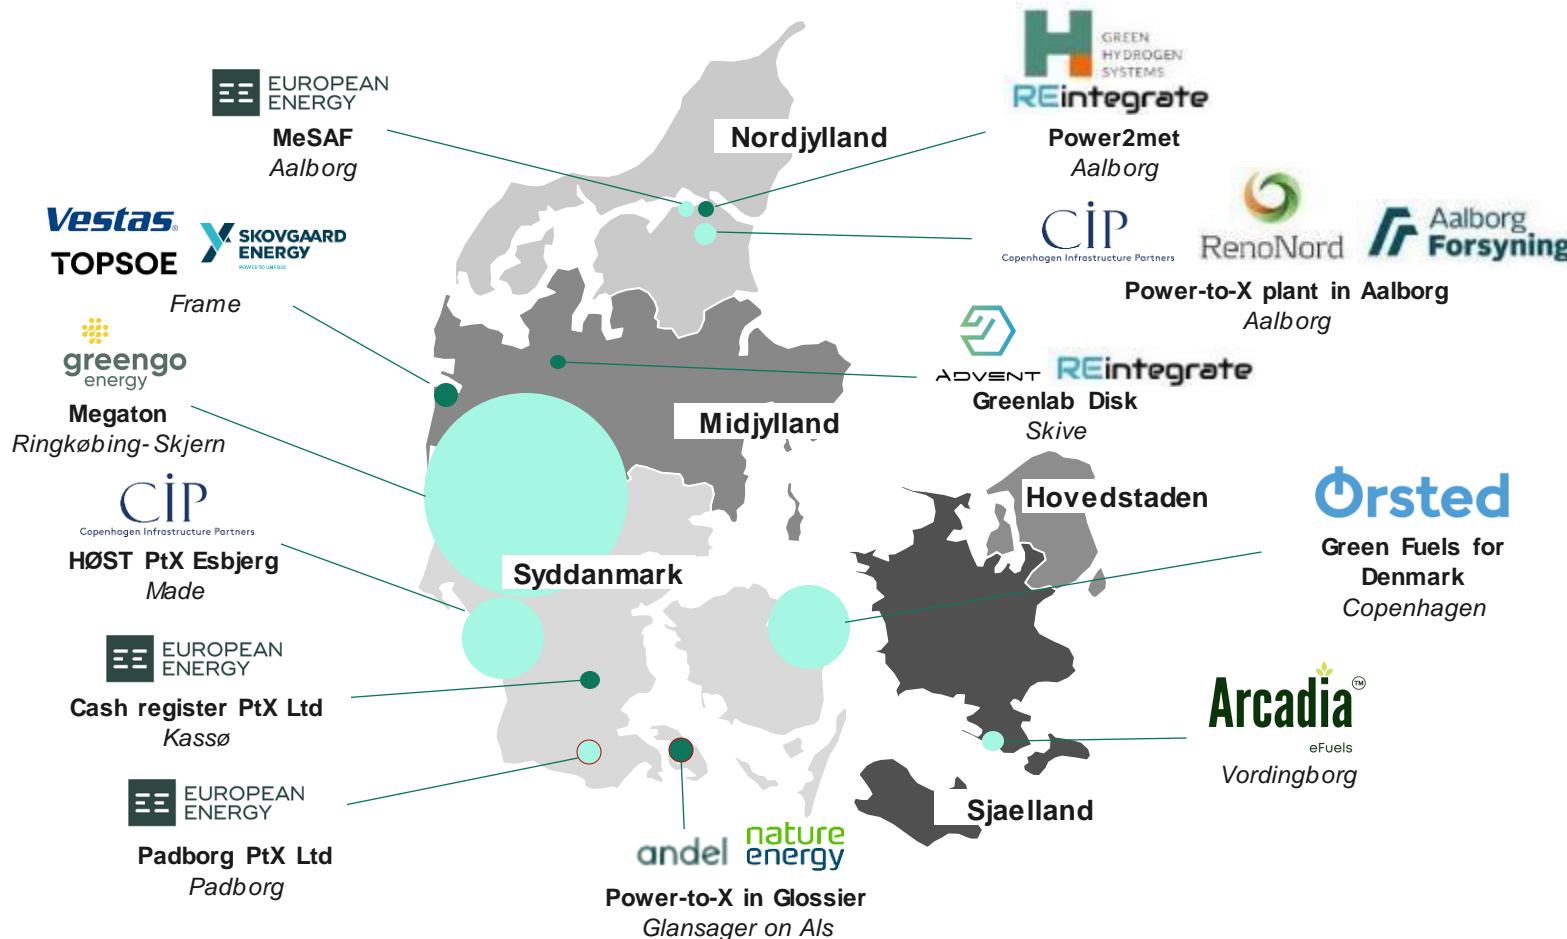 EUROPEAN
ENERGY
MeSAF
Aalborg
Vestas®
TOPSOE
SKOVGAARD
ENERGY
POWER TO UNFOLD
Frame
greengo
energy
Megaton
Ringkøbing-Skjern
CIP
Copenhagen Infrastructure Partners
HØST PtX Esbjerg
Made
EUROPEAN
ENERGY
Cash register PtX Ltd
Kassø
EUROPEAN
ENERGY
Padborg PtX Ltd
Padborg
Nordjylland
Midjylland
Syddanmark
Hovedstaden
Sjaelland
andel
nature
energy
Power-to-X in Glossier
Glansager on Als
H
GREEN
HYDROGEN
SYSTEMS
REintegrate
Power2met
Aalborg
CIP
Copenhagen Infrastructure Partners
RenoNord
Aalborg
Forsyning
Power-to-X plant in Aalborg
Aalborg
ADVENT
REintegrate
Greenlab Disk
Skive
Ørsted
Green Fuels for
Denmark
Copenhagen
Arcadia™
eFuels
Vordingborg